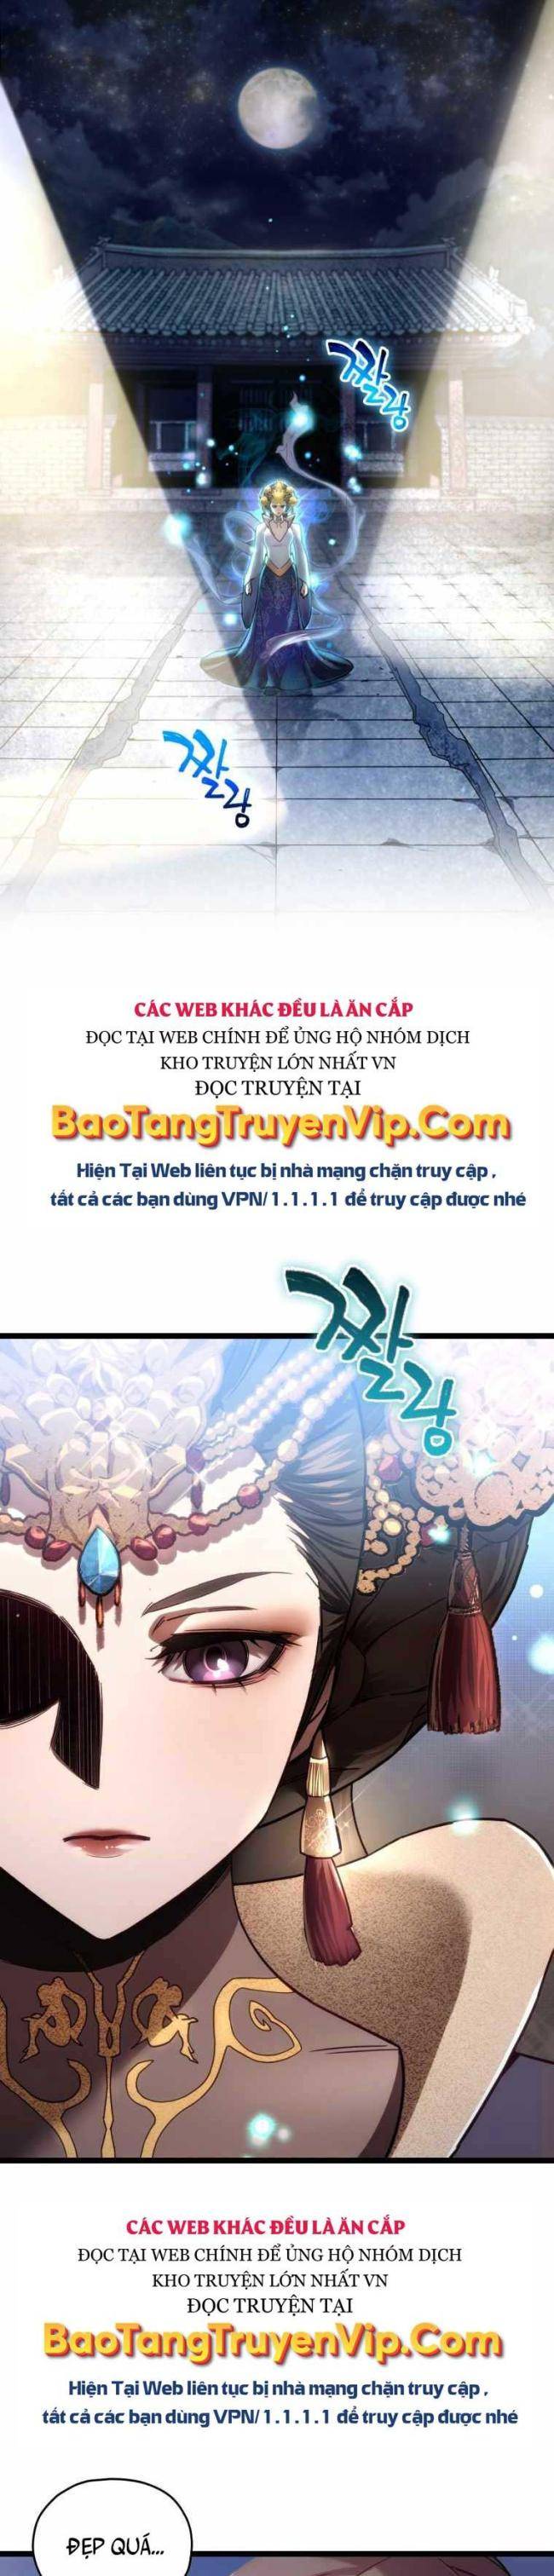 짤랑
짤랑
CÁC WEB KHÁC ĐỀU LÀ ĂN CẮP
ĐỌC TẠI WEB CHÍNH ĐỂ ỦNG HỘ NHÓM DỊCH
KHO TRUYỆN LỚN NHẤT VN
ĐỌC TRUYỆN TẠI
BaoTangTruyenVip.Com
Hiện Tại Web liên tục bị nhà mạng chặn truy cập ,
tất cả các bạn dùng VPN/ 1.1.1.1 để truy cập được nhé
짤랑
CÁC WEB KHÁC ĐỀU LÀ ĂN CẮP
ĐỌC TẠI WEB CHÍNH ĐỂ ỦNG HỘ NHÓM DỊCH
KHO TRUYỆN LỚN NHẤT VN
ĐỌC TRUYỆN TẠI
BaoTangTruyenVip.Com
Hiện Tại Web liên tục bị nhà mạng chặn truy cập ,
tất cả các bạn dùng VPN/ 1.1.1.1 để truy cập được nhé
ĐẸP QUÁ...